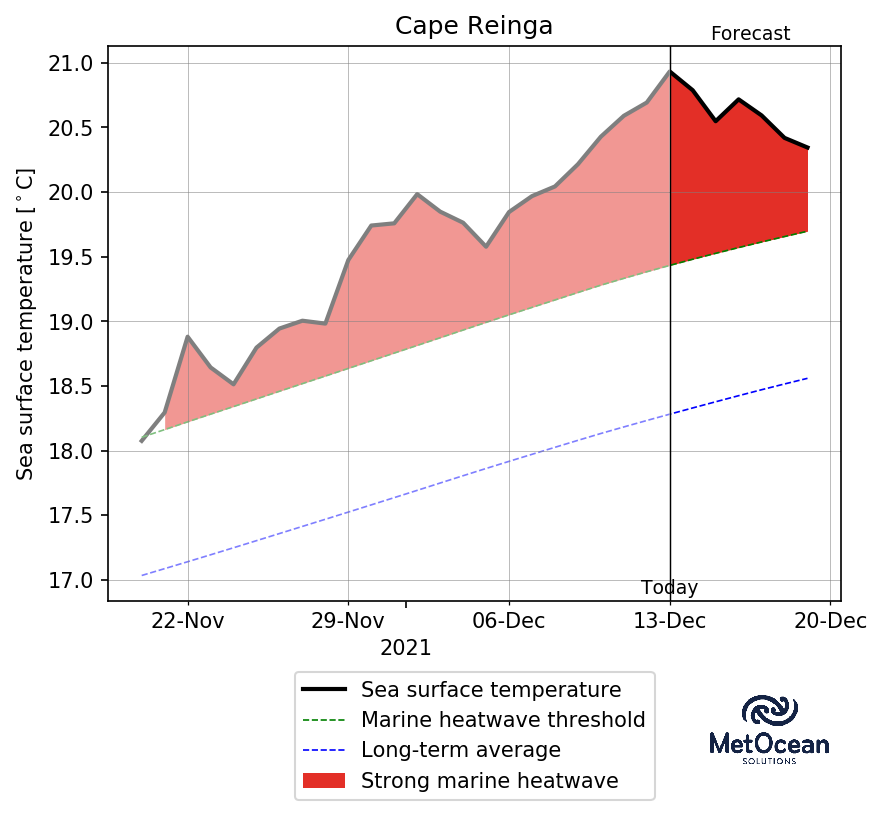 Cape Reinga
Forecast
Sea surface temperature [°C]
21.0
20.5
20.0
19.5
19.0
18.5
18.0
17.5
17.0
Today
22-Nov 29-Nov 06-Dec 13-Dec 20-Dec
2021
Sea surface temperature
Marine heatwave threshold
Long-term average
Strong marine heatwave
MetOcean
SOLUTIONS